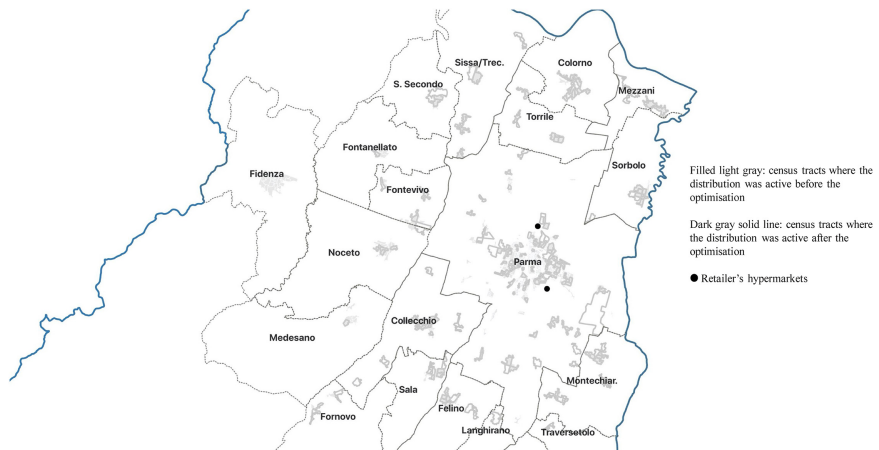 Sissa/Trec.
Colorno
S. Secondo
Mezzani
Torrile
Fontanellato
Sorbolo
Fidenza
Fontevivo
Noceto
Parma
Collecchio
Medesano
Montechiar.
Sala
Felino
Fornovo
Langhirano
Traversetolo
Filled light gray: census tracts where the
distribution was active before the
optimisation
Dark gray solid line: census tracts where
the distribution was active after the
optimisation
Retailer's hypermarkets